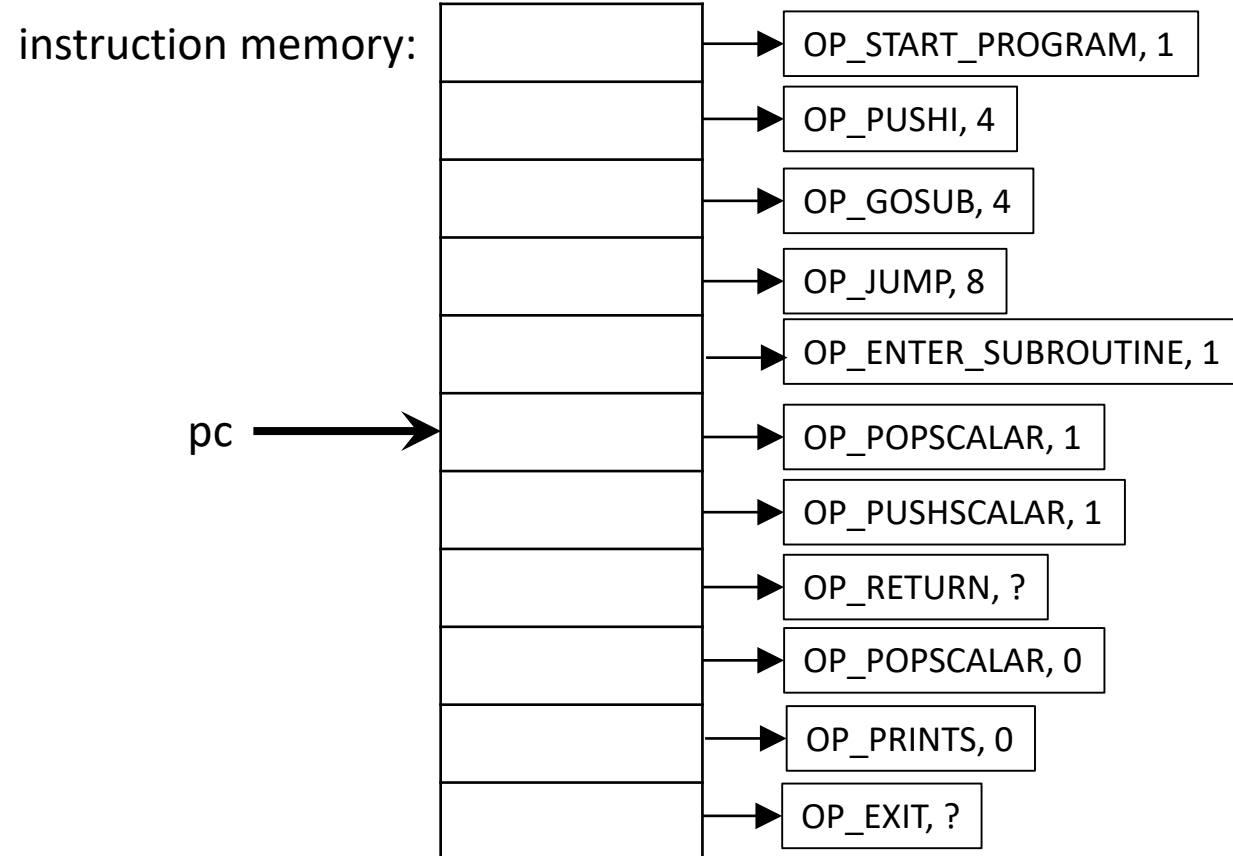 instruction memory:
OP_START_PROGRAM, 1
OP_PUSHI, 4
OP_GOSUB, 4
OP_JUMP, 8
OP_ENTER_SUBROUTINE, 1
pc
OP_POPSCALAR, 1
OP_PUSHSCALAR, 1
OP_RETURN, ?
OP_POPSCALAR, 0
OP_PRINTS, 0
OP_EXIT, ?